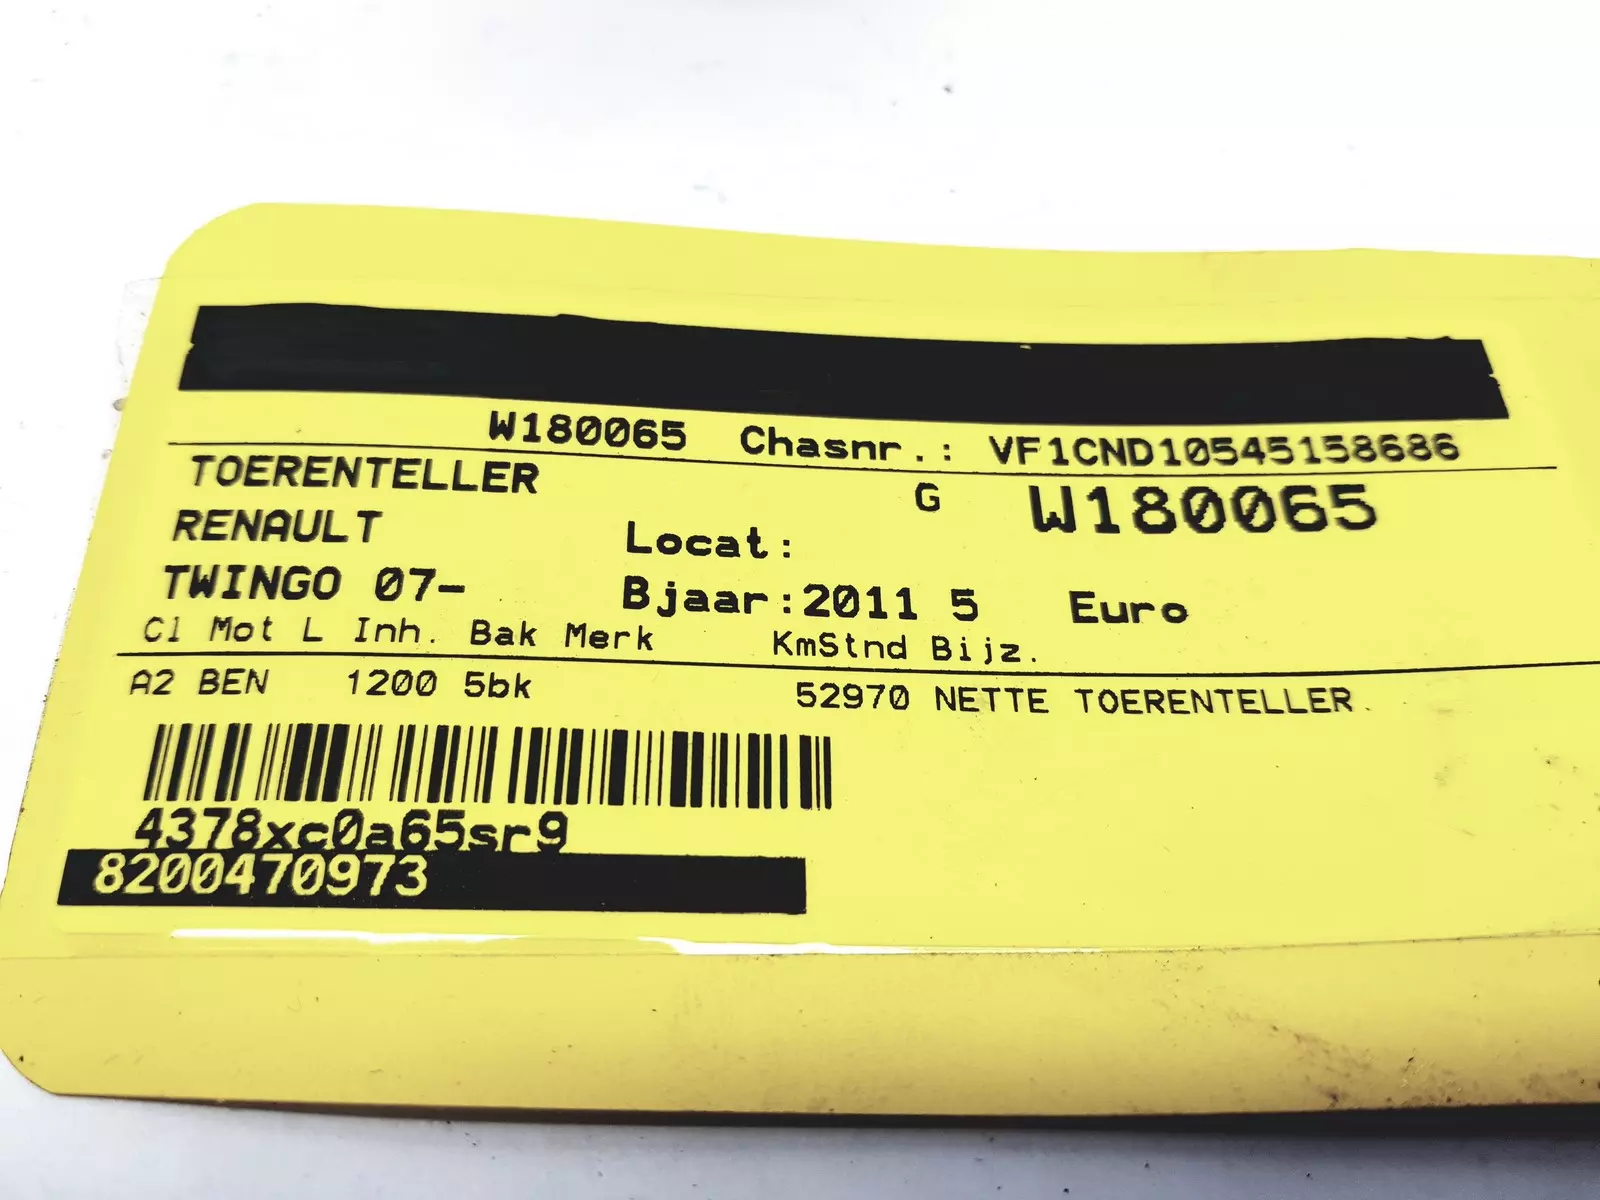 W180065 Chasnr.: VF1CND10545158686
TOERENTELLER G W180065
RENAULT Locat:
TWINGO 07- Bjaar:2011 5 Euro
Cl Mot L Inh. Bak Merk KmStnd Bijz.
A2 BEN 1200 5bk 52970 NETTE TOERENTELLER.
4378xc0a65sr9
8200470973